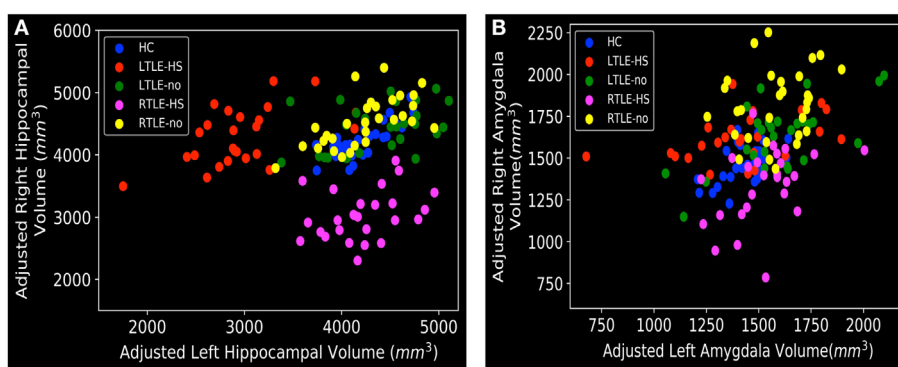 A
Adjusted Right Hippocampal
Volume (mm³)
6000
5000
4000
3000
2000
HC
LTLE-HS
LTLE-no
RTLE-HS
RTLE-no
2000 3000 4000 5000
Adjusted Left Hippocampal Volume (mm³)
B
Adjusted Right Amygdala
Volume(mm³)
2250
2000
1750
1500
1250
1000
750
HC
LTLE-HS
LTLE-no
RTLE-HS
RTLE-no
750 1000 1250 1500 1750 2000
Adjusted Left Amygdala Volume(mm³)